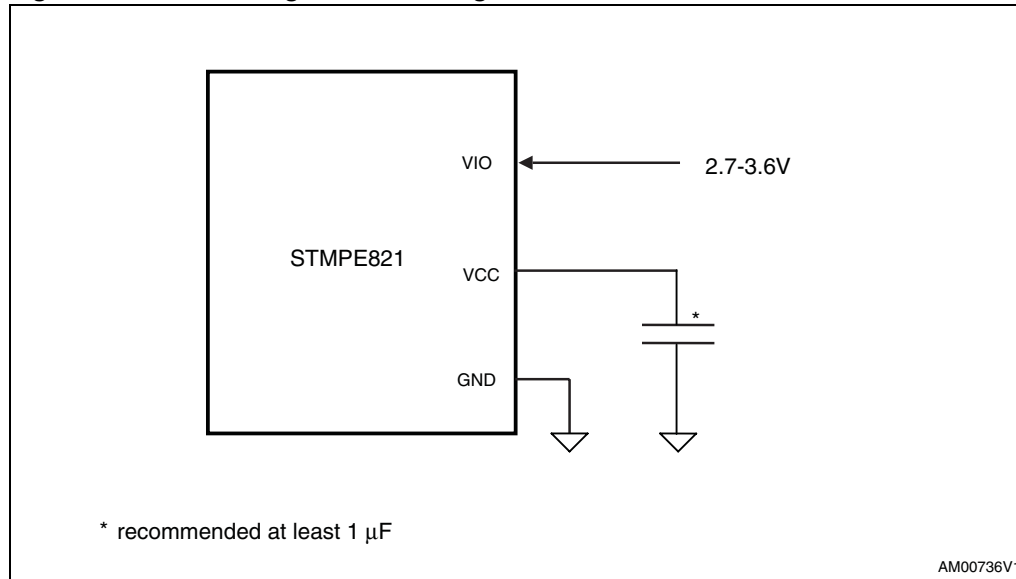 VIO
2.7-3.6V
STMPE821
VCC
*
GND
* recommended at least 1 μF
AM00736V1